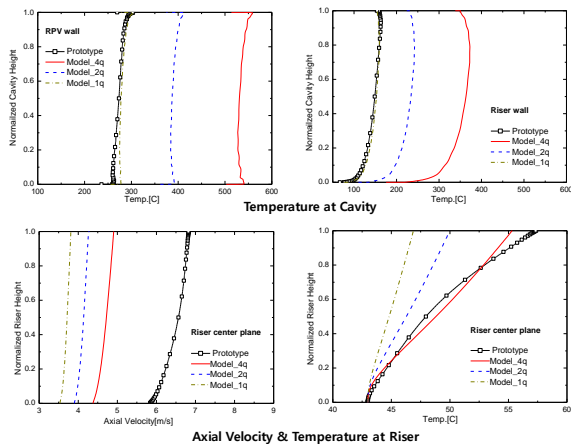 RPV wall
Prototype
Model_4q
Model_2q
Model_1q
Normalized Cavity Height
1.0
0.8
0.6
0.4
0.2
0.0
100 200 300 400 500 600
Temp.[C]
Riser wall
Prototype
Model_4q
Model_2q
Model_1q
Normalized Cavity Height
1.0
0.8
0.6
0.4
0.2
0.0
100 200 300 400 500 600
Temp.[C]
Temperature at Cavity
Riser center plane
Prototype
Model_4q
Model_2q
Model_1q
Normalized Riser Height
1.0
0.8
0.6
0.4
0.2
0.0
3 4 5 6 7 8 9
Axial Velocity[m/s]
Riser center plane
Prototype
Model_4q
Model_2q
Model_1q
Normalized Riser Height
1.0
0.8
0.6
0.4
0.2
0.0
40 45 50 55 60
Temp.[C]
Axial Velocity & Temperature at Riser